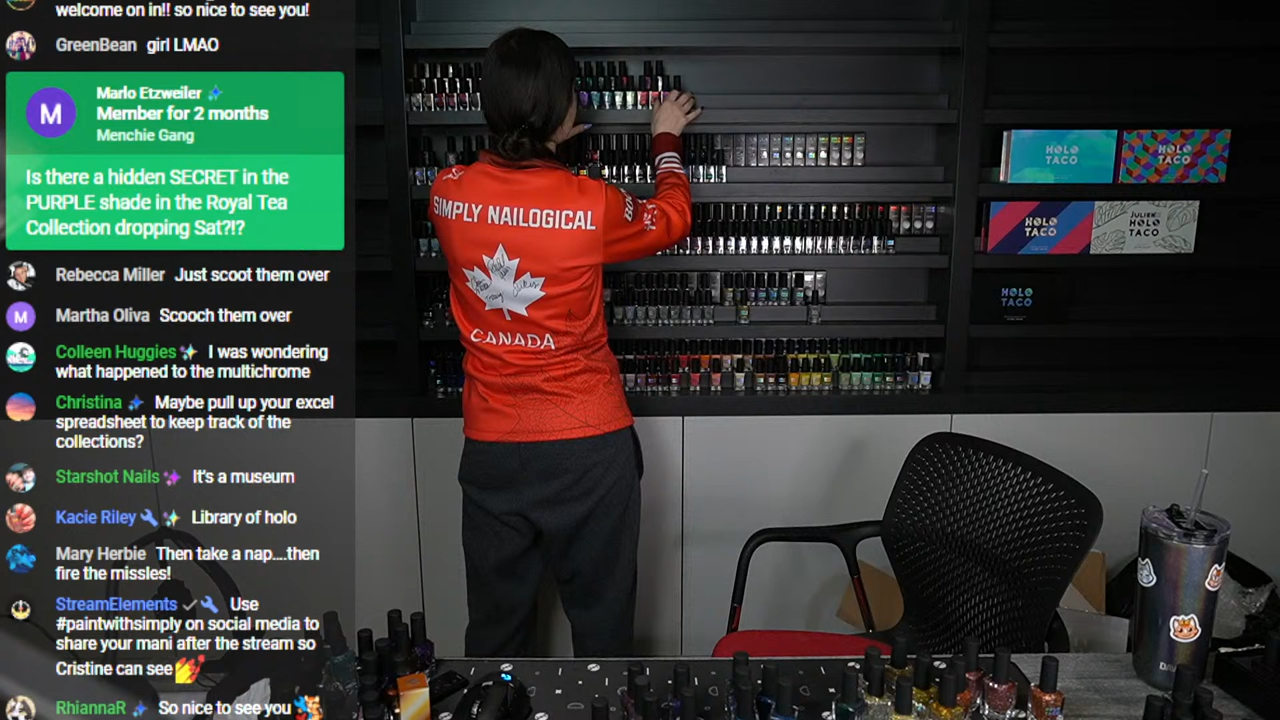 welcome on in!! so nice to see you!
GreenBean girl LMAO
M
Marlo Etzweiler
Member for 2 months
Menchie Gang
Is there a hidden SECRET in the
PURPLE shade in the Royal Tea
Collection dropping Sat?!?
Rebecca Miller Just scoot them over
M
Martha Oliva Scooch them over
Colleen Huggies I was wondering
what happened to the multichrome
Christina Maybe pull up your excel
spreadsheet to keep track of the
collections?
Starshot Nails It's a museum
Kacie Riley Library of holo
Mary Herbie Then take a nap....then
fire the missles!
StreamElements Use
#paintwithsimply on social media to
share your mani after the stream so
Cristine can see
RhiannaR So nice to see you
SIMPLY NAILOGICAL
CANADA
HOLO
TACO
HOLO
TACO
HOLO
TACO
HOLO
TACO
HOLO
TACO